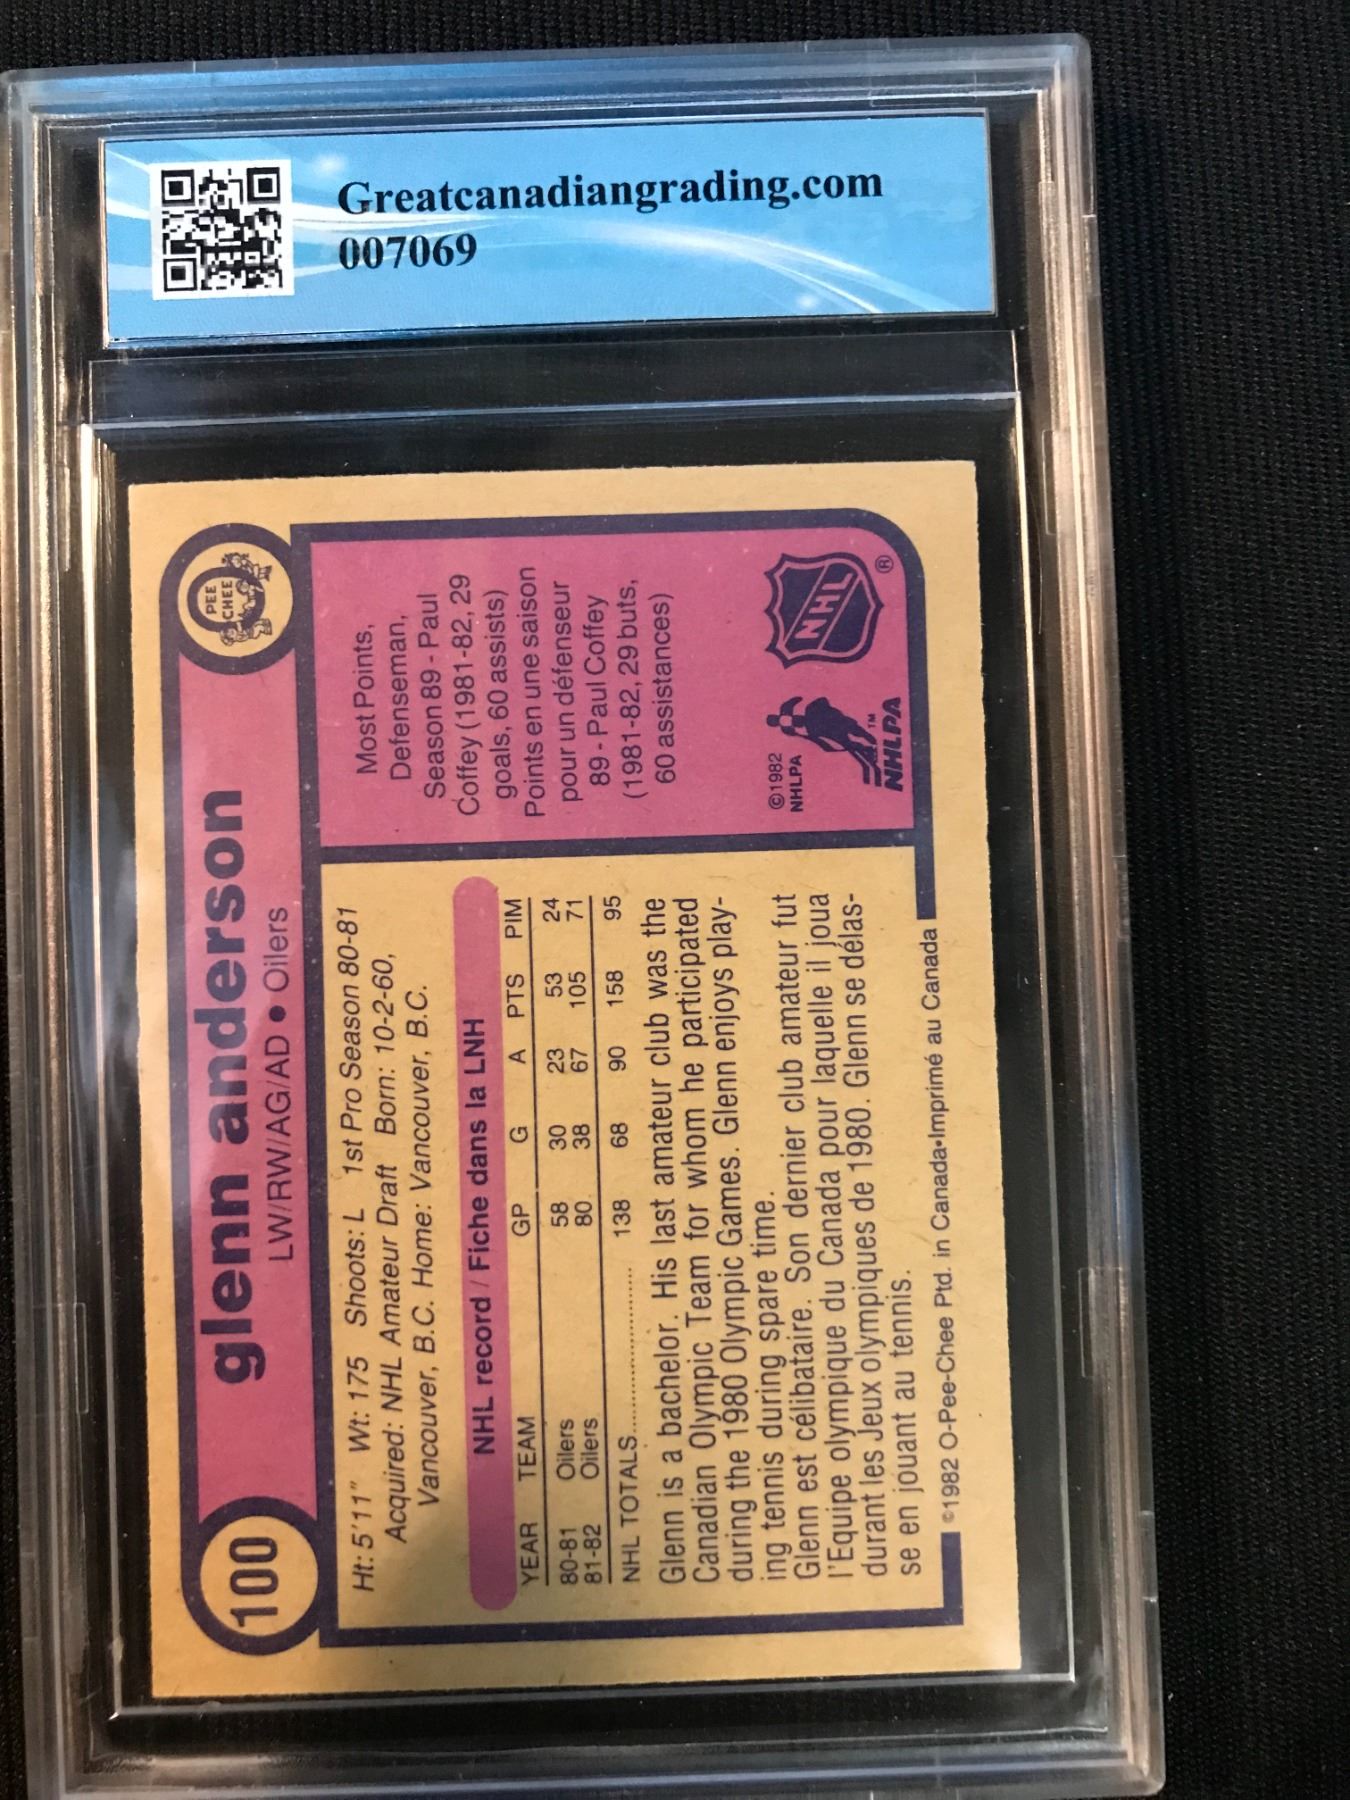 Greatcanadiangrading.com
007069
100
glenn anderson
LW/RW/AG/AD • Oilers
PEE
CHEE
Ht: 5'11" Wt: 175 Shoots: L 1st Pro Season 80-81
Acquired: NHL Amateur Draft Born: 10-2-60,
Vancouver, B.C. Home: Vancouver, B.C.
NHL record / Fiche dans la LNH
YEAR TEAM GP G A PTS PIM
80-81 Oilers 58 30 23 53 24
81-82 Oilers 80 38 67 105 71
NHL TOTALS.................... 138 68 90 158 95
Glenn is a bachelor. His last amateur club was the
Canadian Olympic Team for whom he participated
during the 1980 Olympic Games. Glenn enjoys play-
ing tennis during spare time.
Glenn est célibataire. Son dernier club amateur fut
l'Equipe olympique du Canada pour laquelle il joua
durant les Jeux olympiques de 1980. Glenn se délas-
se en jouant au tennis.
©1982 O-Pee-Chee Ptd. in Canada•Imprimé au Canada
Most Points,
Defenseman,
Season 89 - Paul
Coffey (1981-82, 29
goals, 60 assists)
Points en une saison
pour un défenseur
89 - Paul Coffey
(1981-82, 29 buts,
60 assistances)
©1982
NHLPA
TM
NHLPA
NHL
®